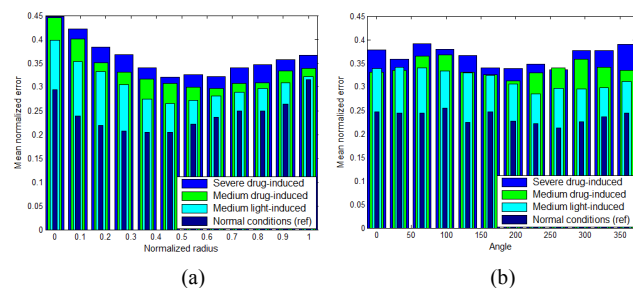 0.45
0.4
0.35
0.3
0.25
0.2
0.15
0.1
0.05
0
Mean normalized error
Severe drug-induced
Medium drug-induced
Medium light-induced
Normal conditions (ref)
0 0.1 0.2 0.3 0.4 0.5 0.6 0.7 0.8 0.9 1
Normalized radius
(a)
0.45
0.4
0.35
0.3
0.25
0.2
0.15
0.1
0.05
0
Mean normalized error
Severe drug-induced
Medium drug-induced
Medium light-induced
Normal conditions (ref)
0 50 100 150 200 250 300 350
Angle
(b)